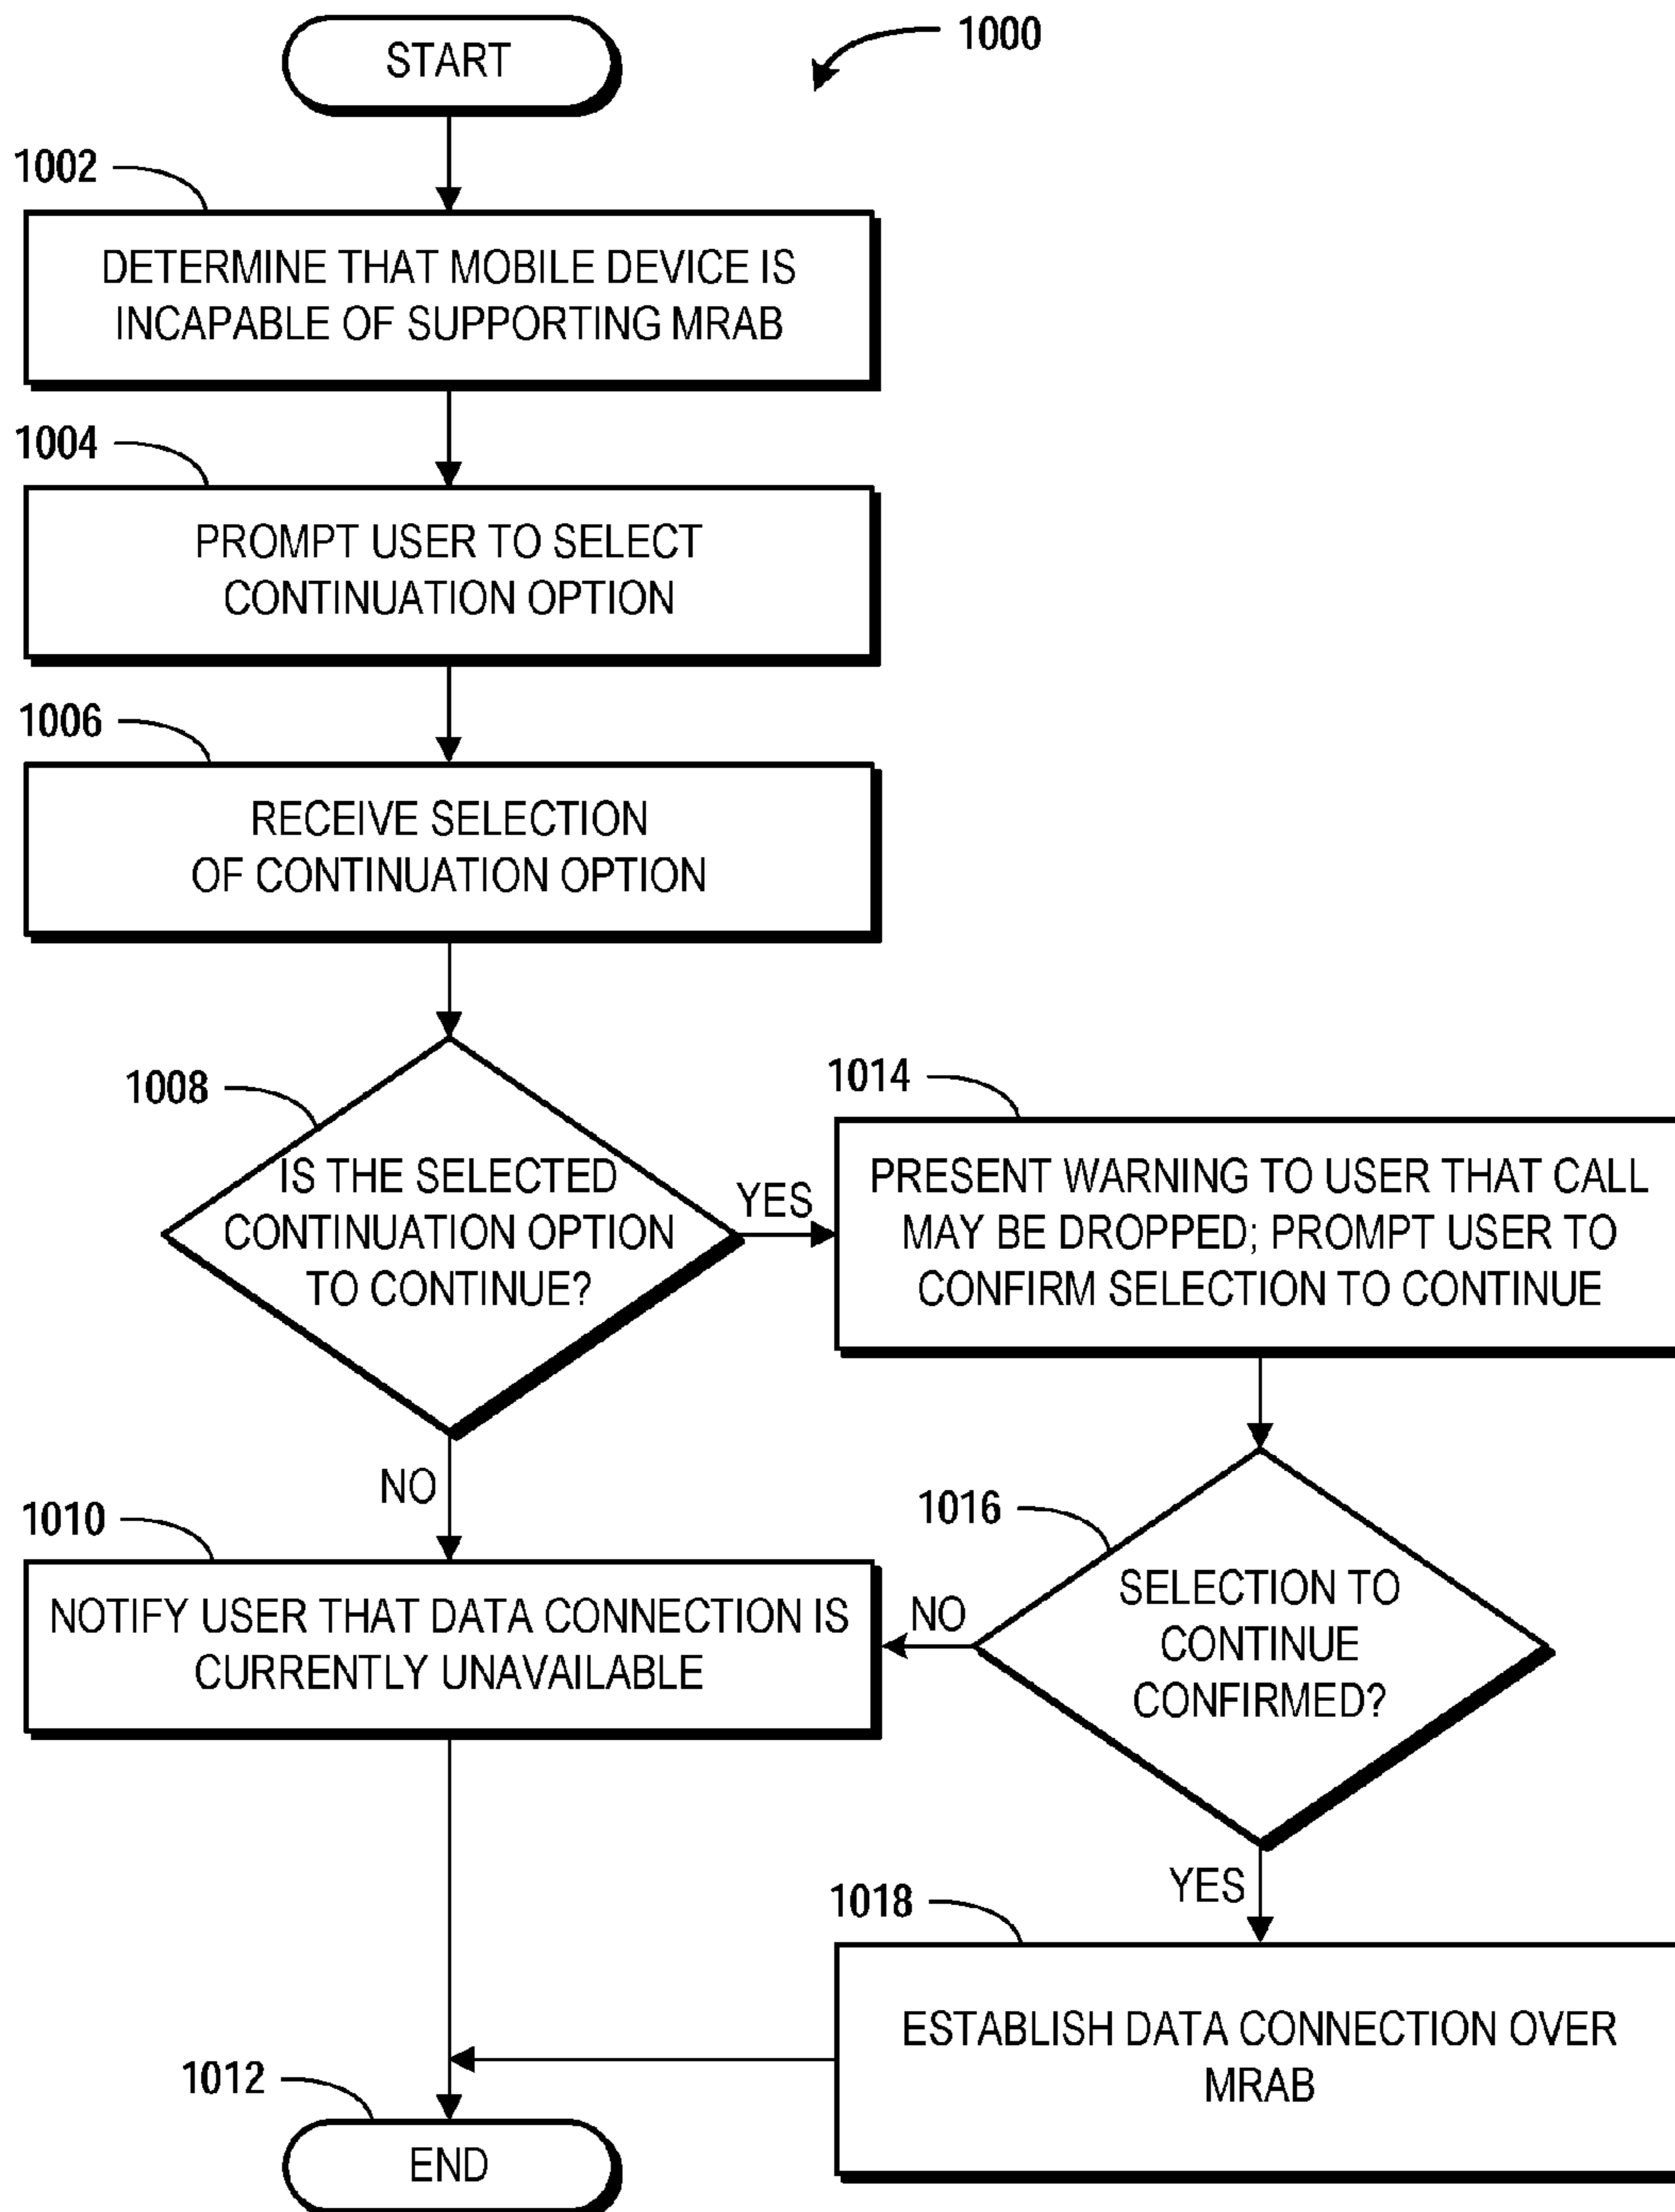 START
1000
1002
DETERMINE THAT MOBILE DEVICE IS
INCAPABLE OF SUPPORTING MRAB
1004
PROMPT USER TO SELECT
CONTINUATION OPTION
1006
RECEIVE SELECTION
OF CONTINUATION OPTION
1008
IS THE SELECTED
CONTINUATION OPTION
TO CONTINUE?
YES
1014
PRESENT WARNING TO USER THAT CALL
MAY BE DROPPED; PROMPT USER TO
CONFIRM SELECTION TO CONTINUE
NO
1010
NOTIFY USER THAT DATA CONNECTION IS
CURRENTLY UNAVAILABLE
1016
SELECTION TO
CONTINUE
CONFIRMED?
NO
YES
1018
ESTABLISH DATA CONNECTION OVER
MRAB
1012
END